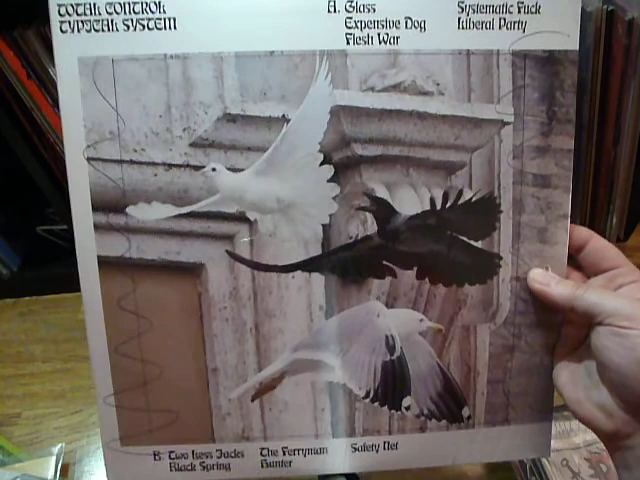 TOTAL CONTROL
TYPICAL SYSTEM
A. Glass
Expensive Dog
Flesh War
Systematic Fuck
Liberal Party
B. Two Less Jacks
Black Spring
The Ferryman
Hunter
Safety Net